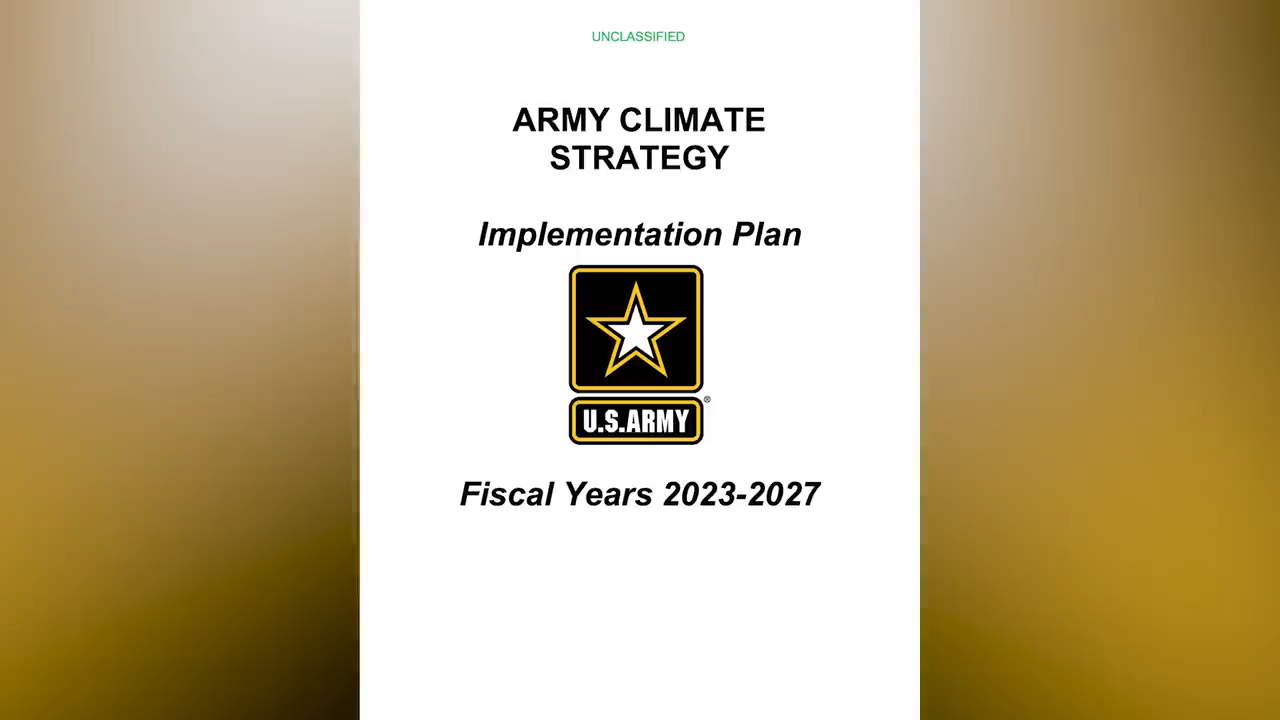 UNCLASSIFIED
ARMY CLIMATE
STRATEGY
Implementation Plan
U.S.ARMY
®
Fiscal Years 2023-2027